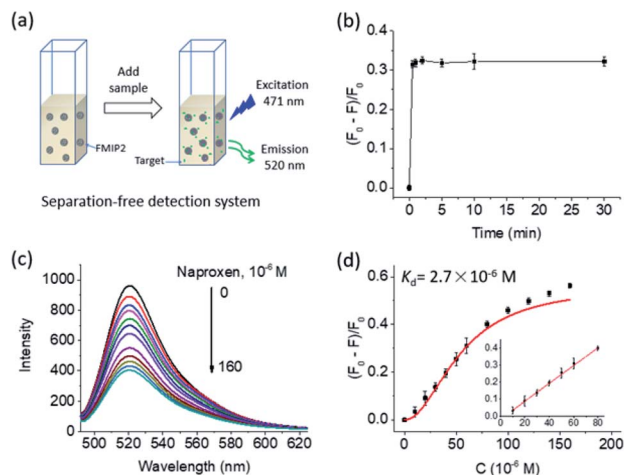 (a)
Add
sample
Excitation
471 nm
Emission
520 nm
FMIP2
Target
Separation-free detection system
(b)
(F₀ - F)/F₀
0.4
0.3
0.2
0.1
0.0
0 5 10 15 20 25 30
Time (min)
(c)
Intensity
1000
800
600
400
200
0
Naproxen, 10⁻⁶ M
0
160
500 520 540 560 580 600 620
Wavelength (nm)
(d)
(F₀ - F)/F₀
0.6
0.4
0.2
0.0
K_d = 2.7×10⁻⁶ M
0.4
0.3
0.2
0.1
0.0
0 20 40 60 80
0 50 100 150 200
C (10⁻⁶ M)